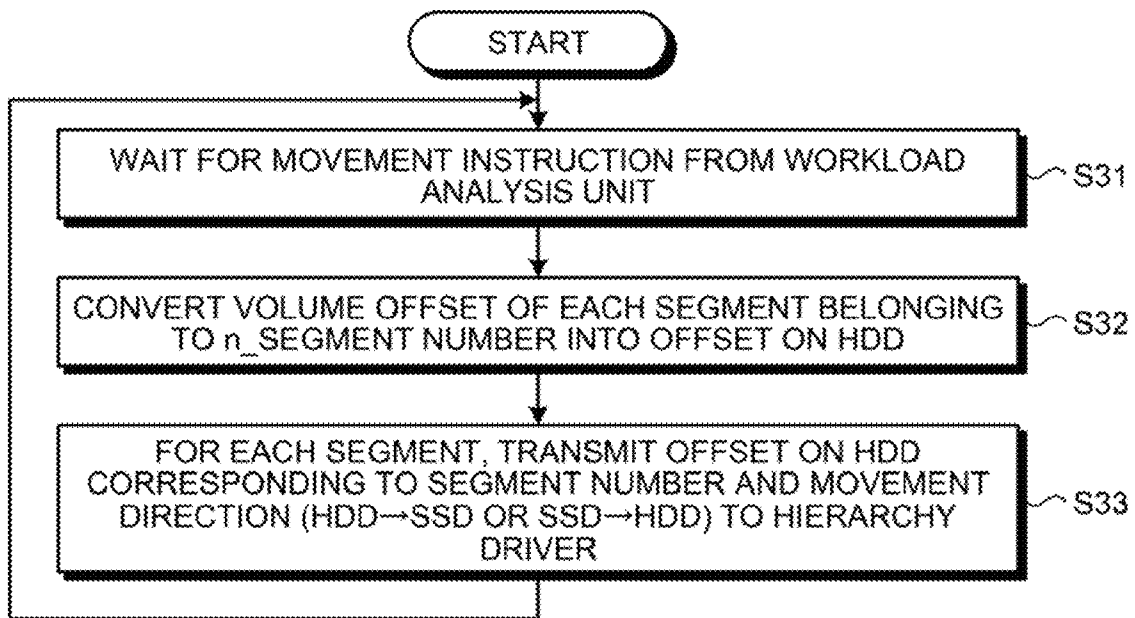 START
WAIT FOR MOVEMENT INSTRUCTION FROM WORKLOAD
ANALYSIS UNIT
S31
CONVERT VOLUME OFFSET OF EACH SEGMENT BELONGING
TO n_SEGMENT NUMBER INTO OFFSET ON HDD
S32
FOR EACH SEGMENT, TRANSMIT OFFSET ON HDD
CORRESPONDING TO SEGMENT NUMBER AND MOVEMENT
DIRECTION (HDD→SSD OR SSD→HDD) TO HIERARCHY
DRIVER
S33